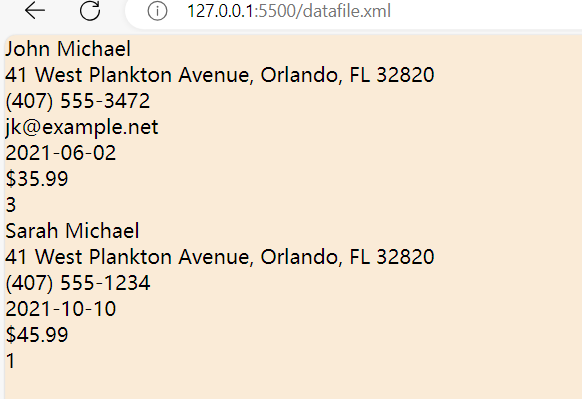 127.0.0.1:5500/datafile.xml
John Michael
41 West Plankton Avenue, Orlando, FL 32820
(407) 555-3472
jk@example.net
2021-06-02
$35.99
3
Sarah Michael
41 West Plankton Avenue, Orlando, FL 32820
(407) 555-1234
2021-10-10
$45.99
1